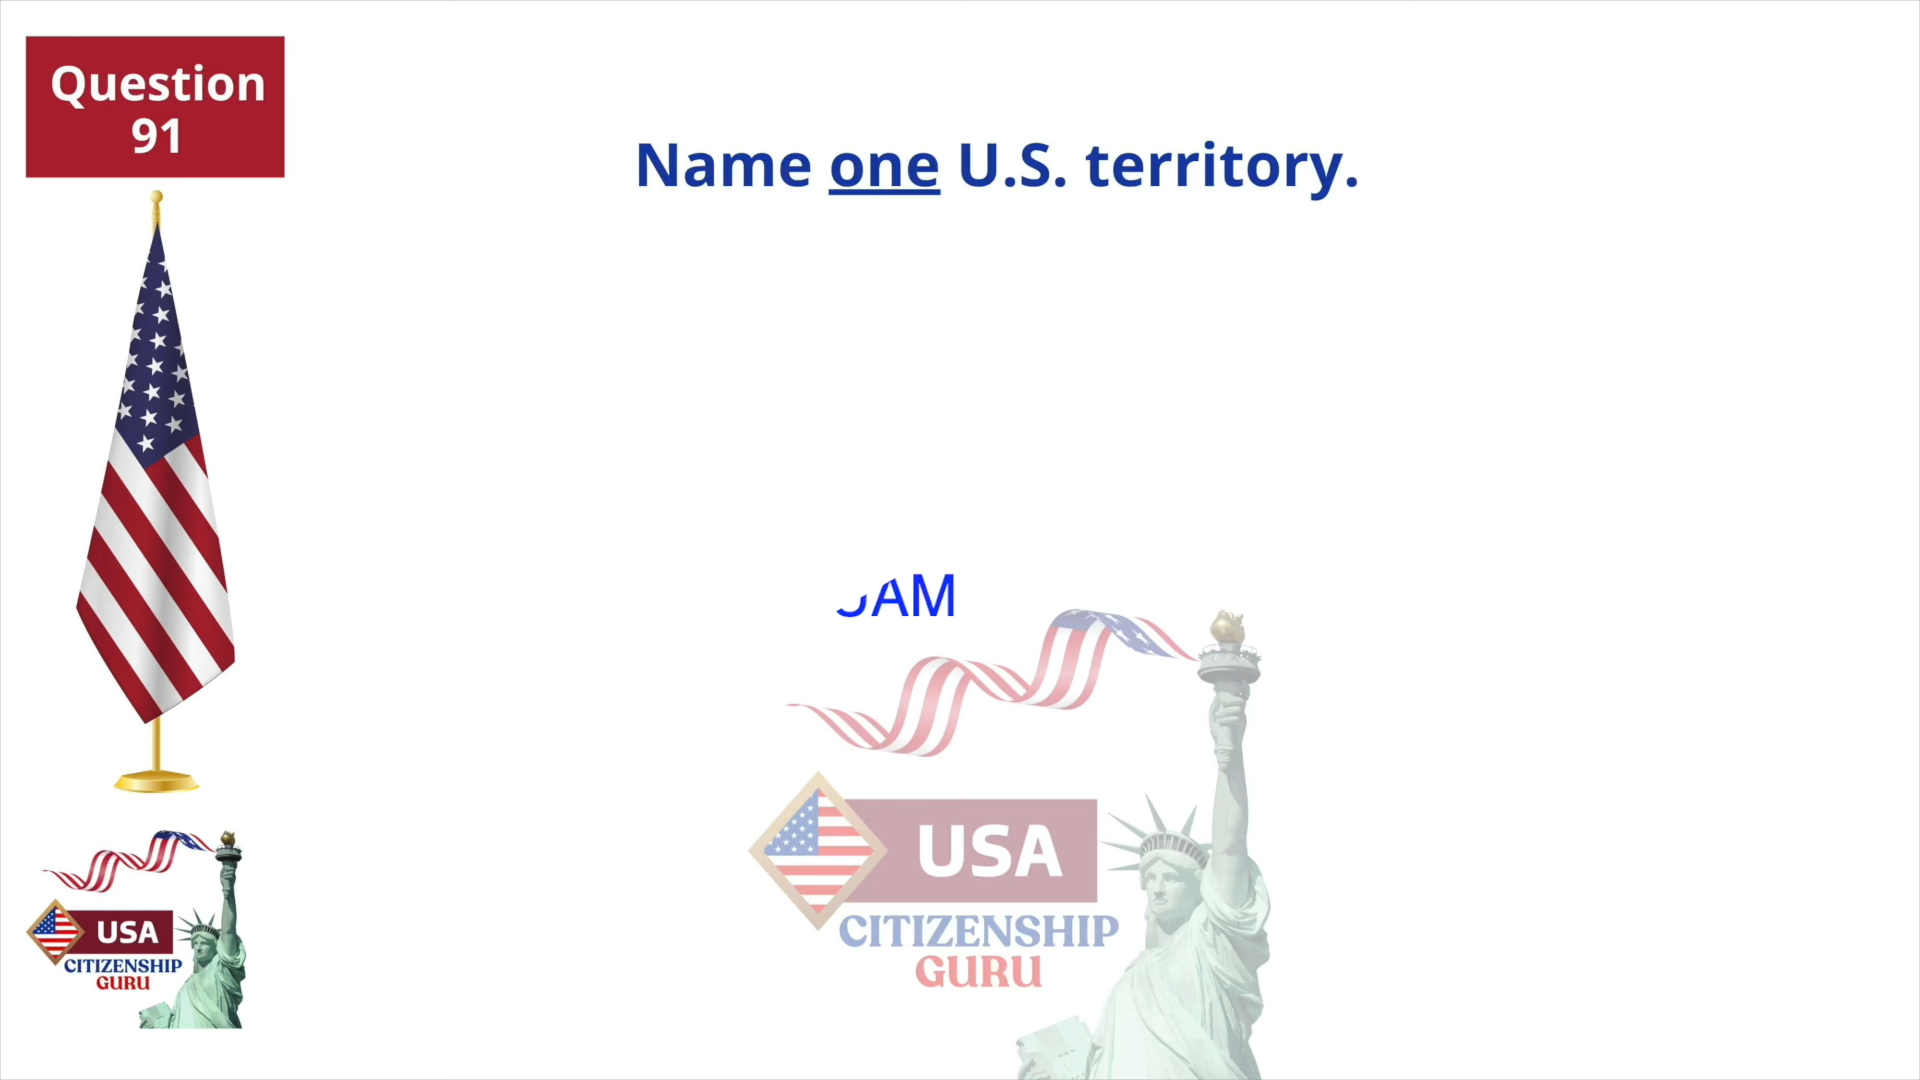 Question
91
Name one U.S. territory.
USA
CITIZENSHIP
GURU
USA
CITIZENSHIP
GURU